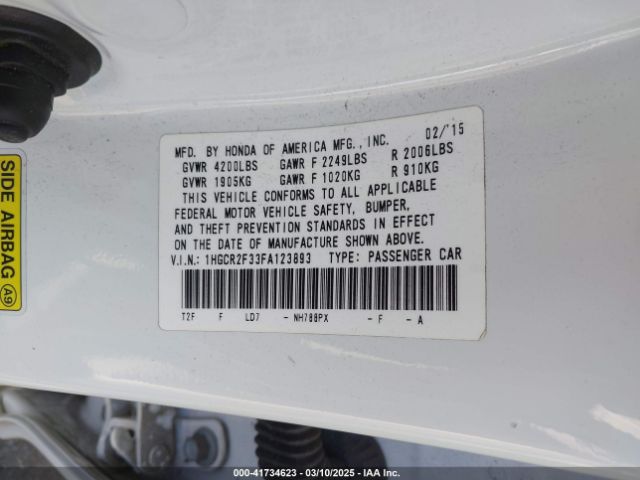 MFD. BY HONDA OF AMERICA MFG., INC. 02/'15
GVWR 4200LBS GAWR F 2249LBS R 2006LBS
GVWR 1905KG GAWR F 1020KG R 910KG
THIS VEHICLE CONFORMS TO ALL APPLICABLE
FEDERAL MOTOR VEHICLE SAFETY, BUMPER,
AND THEFT PREVENTION STANDARDS IN EFFECT
ON THE DATE OF MANUFACTURE SHOWN ABOVE.
V.I.N.: 1HGCR2F33FA123893 TYPE: PASSENGER CAR
T2F F LD7 - NH788PX - F - A
SIDE AIRBAG
A9
000-41734623 — 03/10/2025 — IAA Inc.